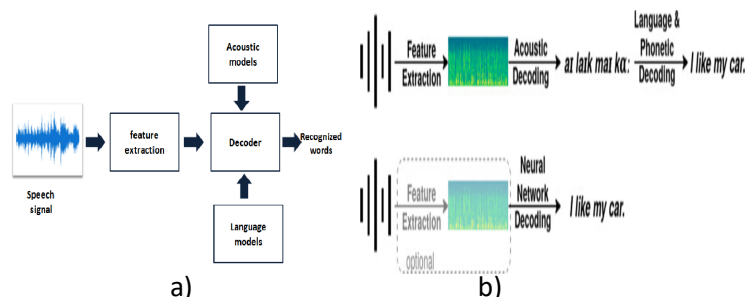 Acoustic
models
feature
extraction
Decoder
Recognized
words
Speech
signal
Language
models
a)
Feature
Extraction
Acoustic
Decoding
aɪ laɪk maɪ kɑː
Language &
Phonetic
Decoding
I like my car.
Feature
Extraction
optional
Neural
Network
Decoding
I like my car.
b)